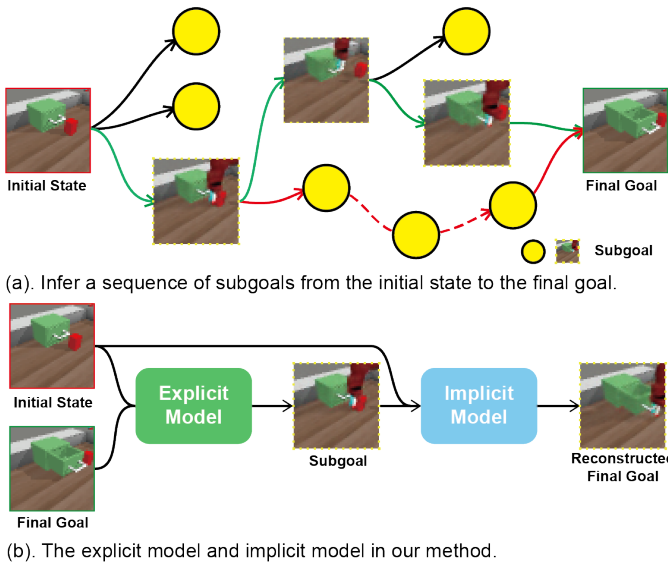 Initial State
Final Goal
Subgoal
(a). Infer a sequence of subgoals from the initial state to the final goal.
Initial State
Explicit
Model
Implicit
Model
Subgoal
Reconstructed
Final Goal
Final Goal
(b). The explicit model and implicit model in our method.